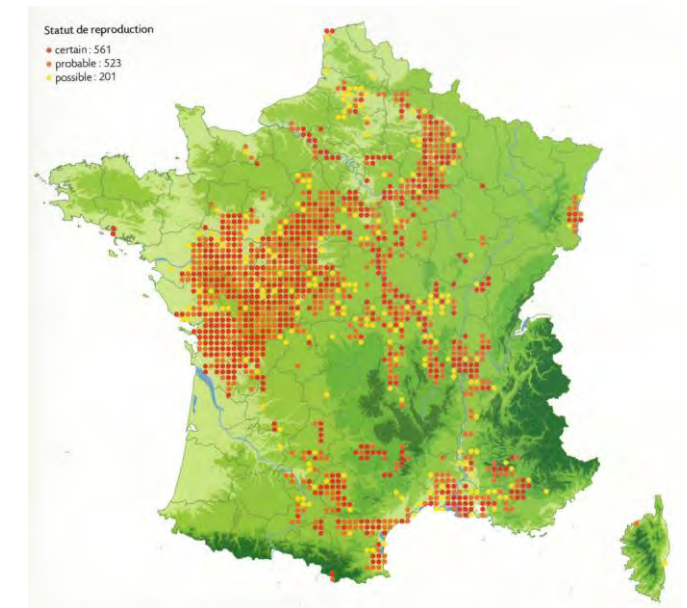 Statut de reproduction
certain : 561
probable : 523
possible : 201